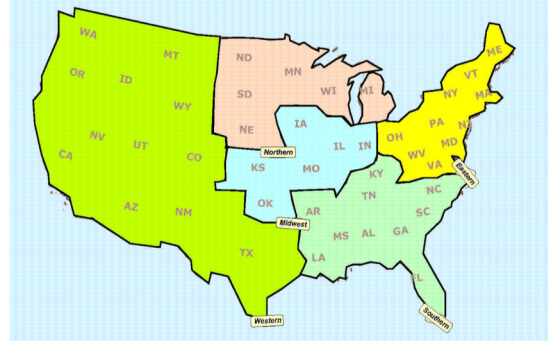 WA
MT
ND
MN
ME
OR
ID
SD
WI
MI
VT
NY
MA
WY
NE
IA
PA
NV
UT
CO
CA
IL
IN
OH
MD
WV
VA
Northern
KS
MO
KY
Eastern
AZ
NM
OK
TN
NC
AR
SC
Midwest
MS
AL
GA
TX
LA
FL
Western
Southern